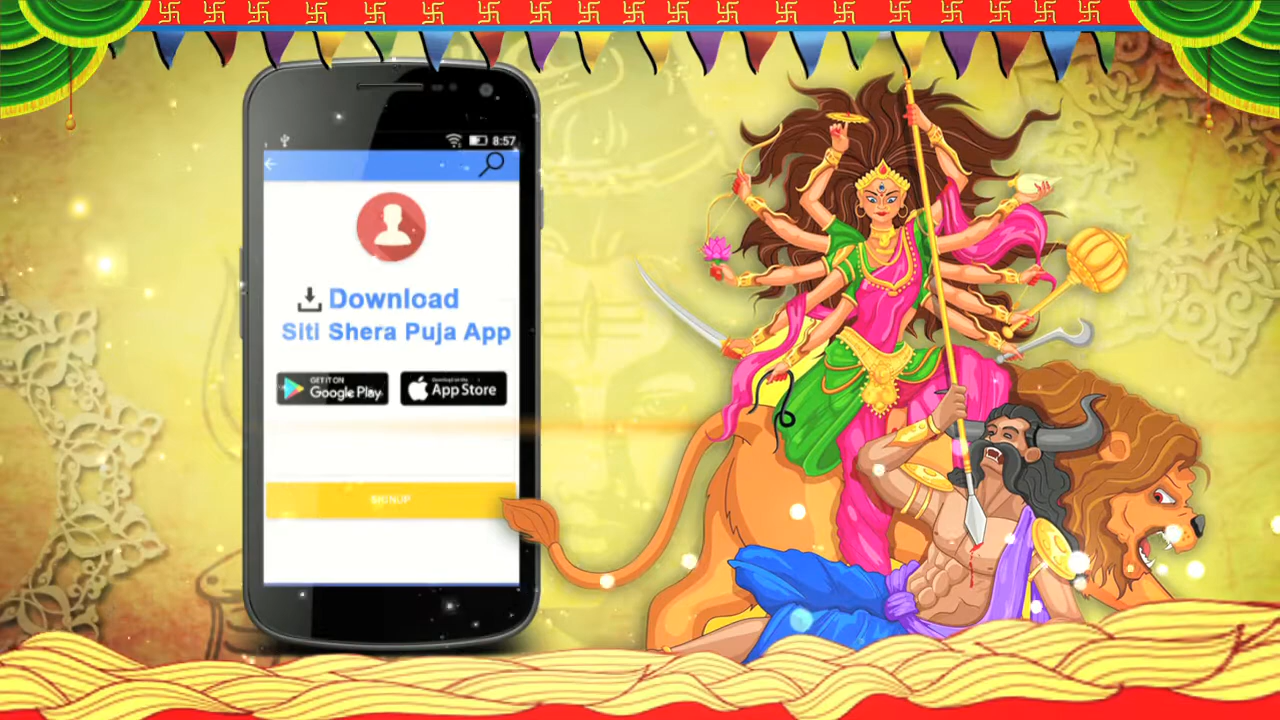 8:57
Download
Siti Shera Puja App
GET IT ON
Google Play
App Store
SIGNUP